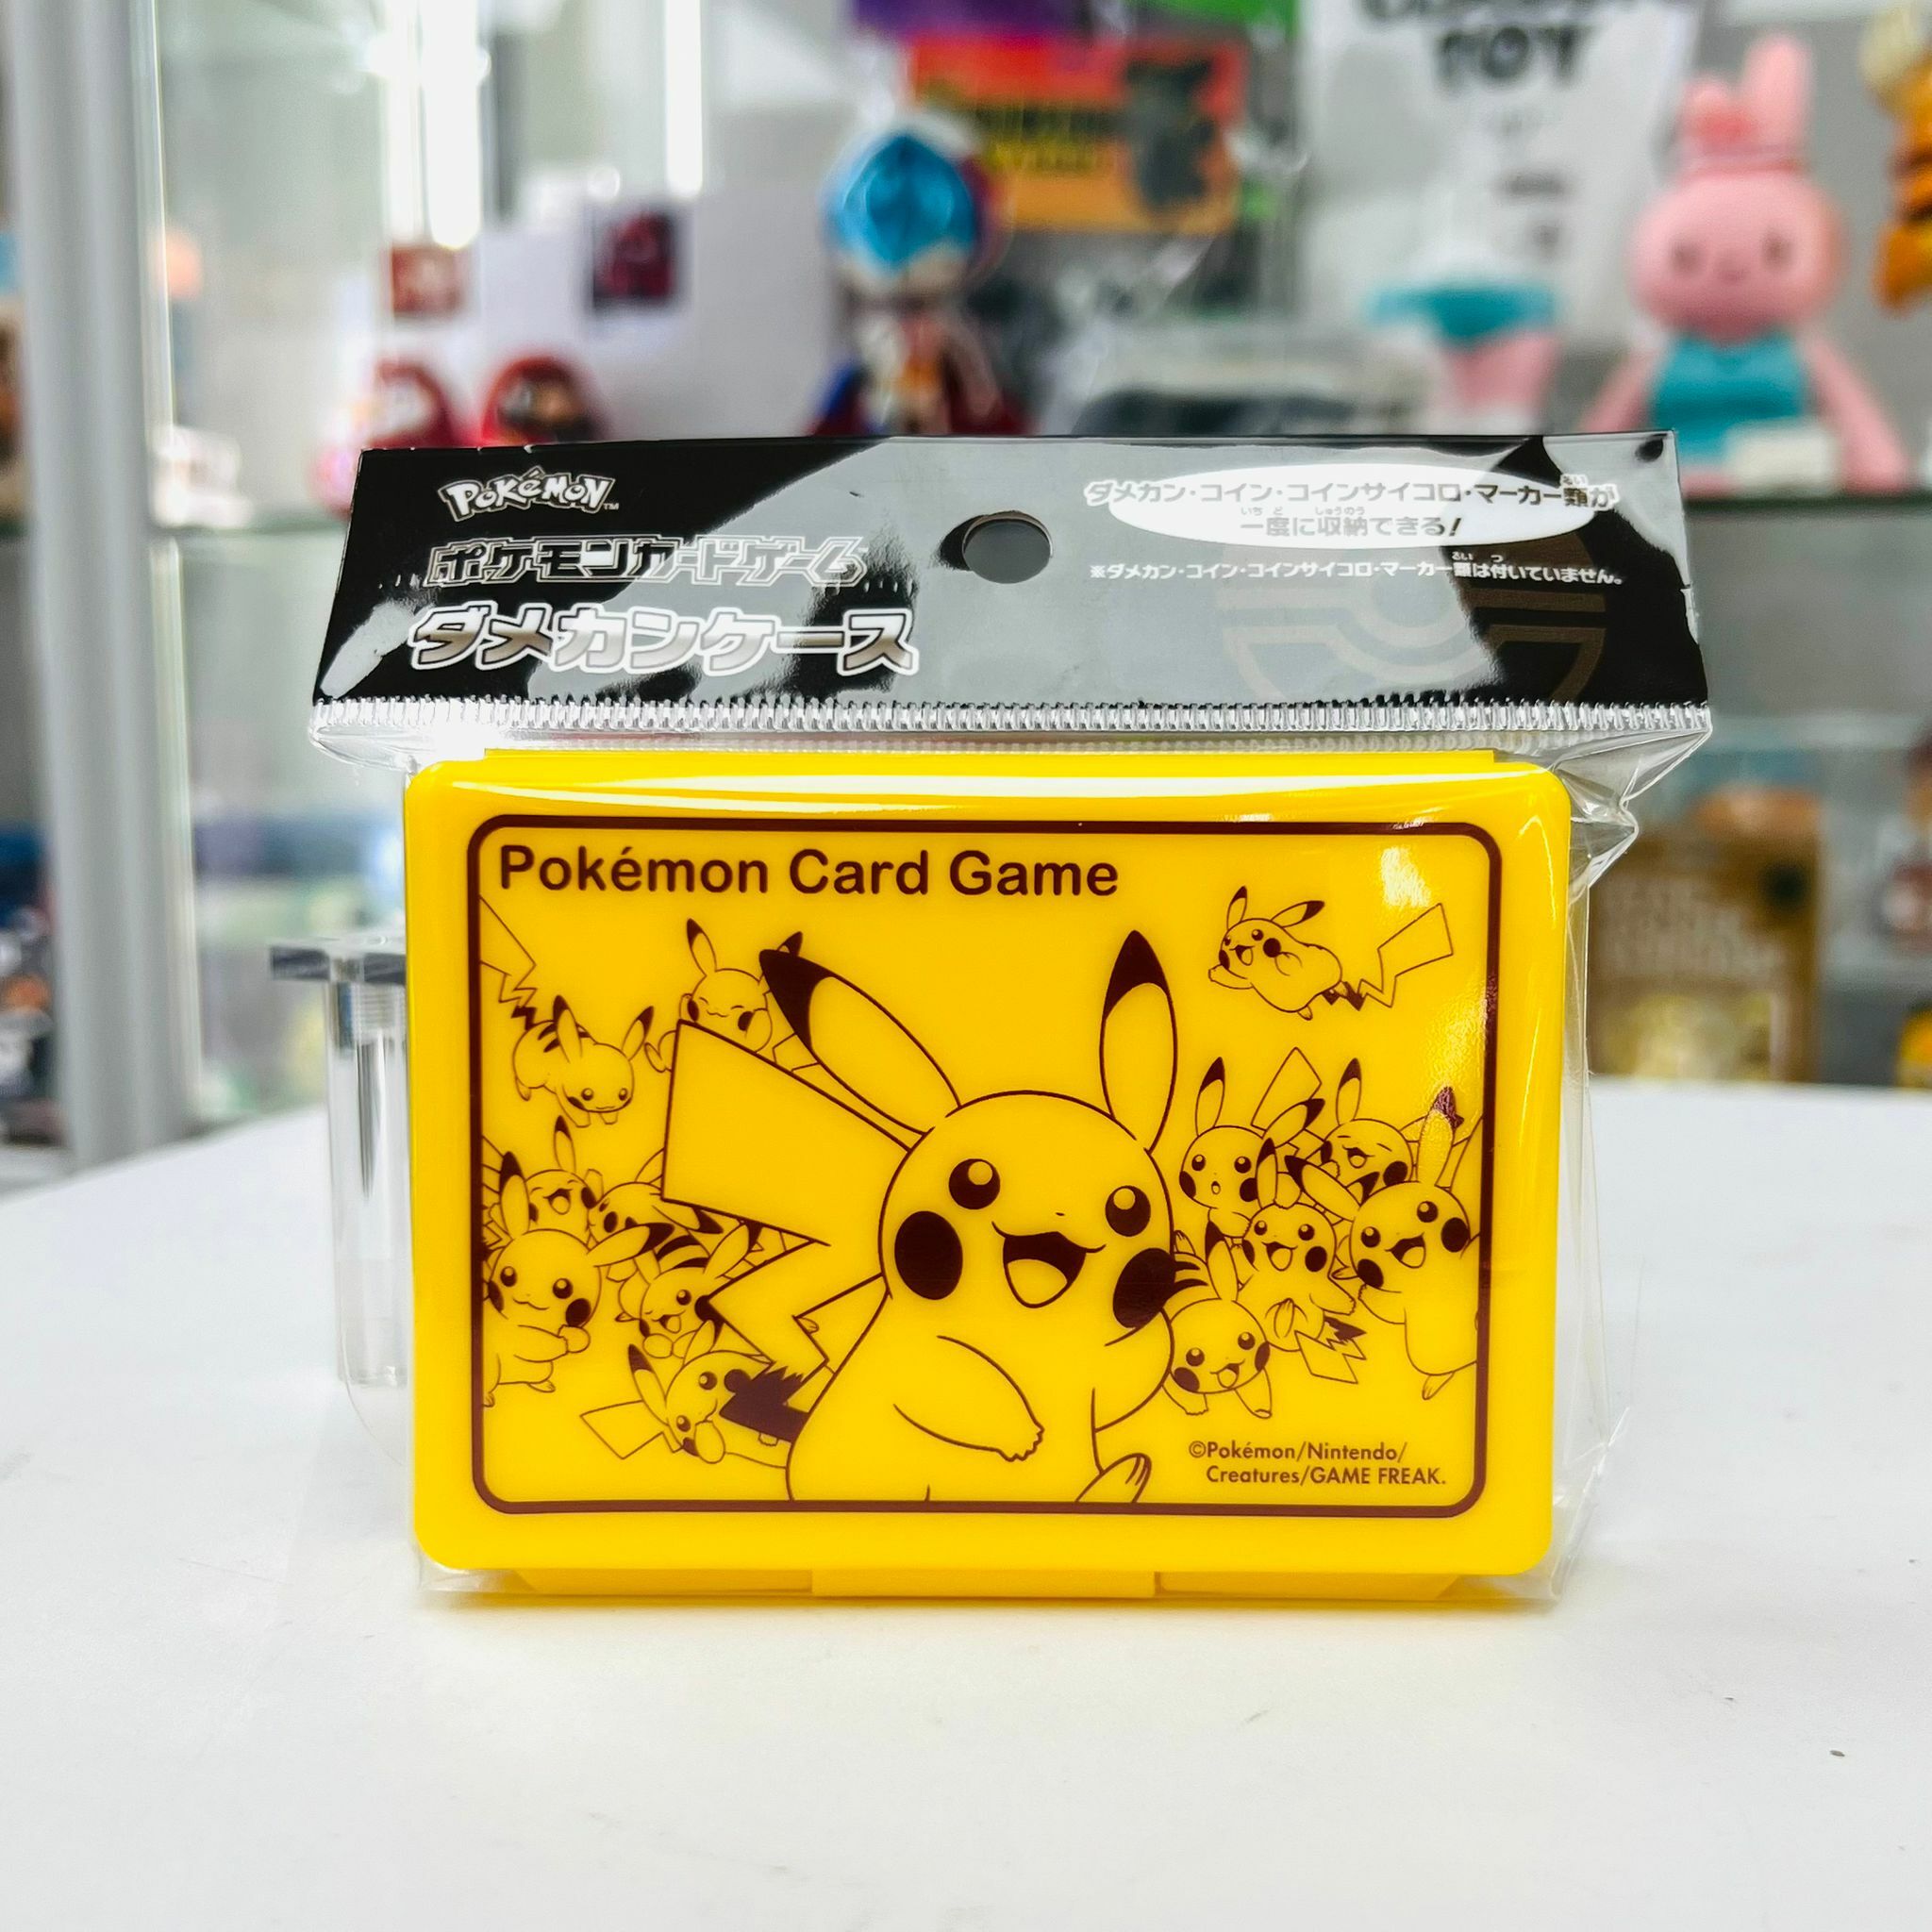 TOY
POKéMON™
ポケモンカードゲーム
ダメカンケース
ダメカン・コイン・コインサイコロ・マーカー類が
一度に収納できる!
※ダメカン・コイン・コインサイコロ・マーカー類は付いていません。
Pokémon Card Game
©Pokémon/Nintendo/
Creatures/GAME FREAK.